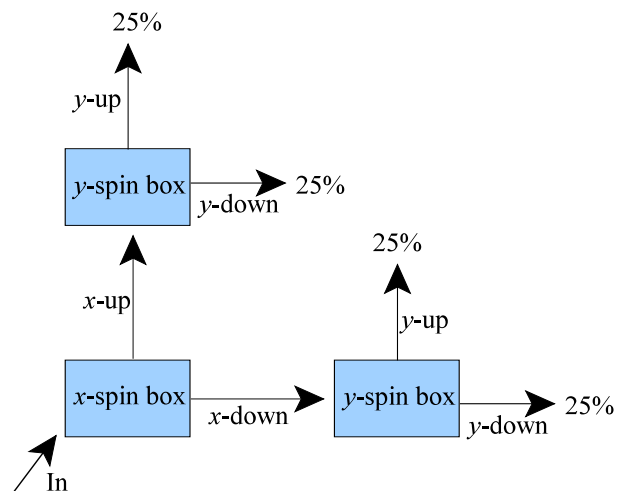 25%
y-up
y-spin box
y-down
25%
25%
x-up
y-up
x-spin box
x-down
y-spin box
y-down
25%
In